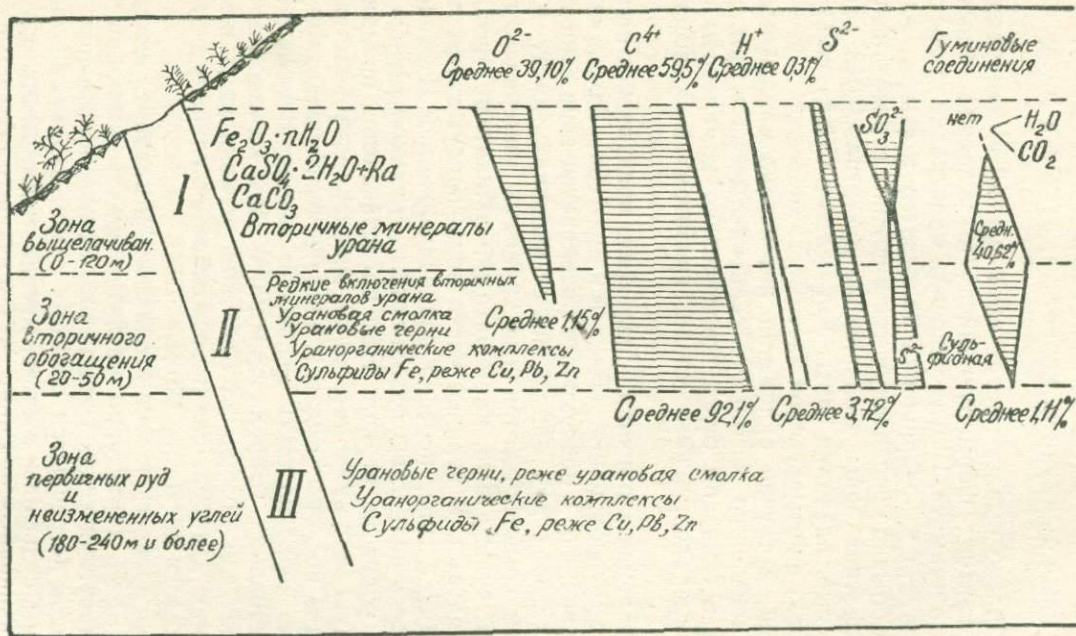 O²⁻
Среднее 39,10%
C⁴⁺
Среднее 59,5%
H⁺
Среднее 0,31%
S²⁻
Гуминовые
соединения
нет
H₂O
CO₂
Fe₂O₃·nH₂O
CaSO₄·2H₂O+Ra
CaCO₃
Вторичные минералы
урана
I
SO₃²⁻
Средн.
40,62%
Зона
выщелачиван.
(0-120м)
Редкие включения вторичных
минералов урана
Урановая смолка
Урановые черни
Ураноорганические комплексы
Сульфиды Fe, реже Cu, Pb, Zn
II
Среднее 1,15%
Зона
вторичного
обогащения
(20-50м)
S²⁻
Суль-
фидная
Среднее 92,1%
Среднее 3,72%
Среднее 1,11%
Зона
первичных руд
и
неизмененных углей
(180-240м и более)
III
Урановые черни, реже урановая смолка
Ураноорганические комплексы
Сульфиды, Fe, реже Cu, Pb, Zn